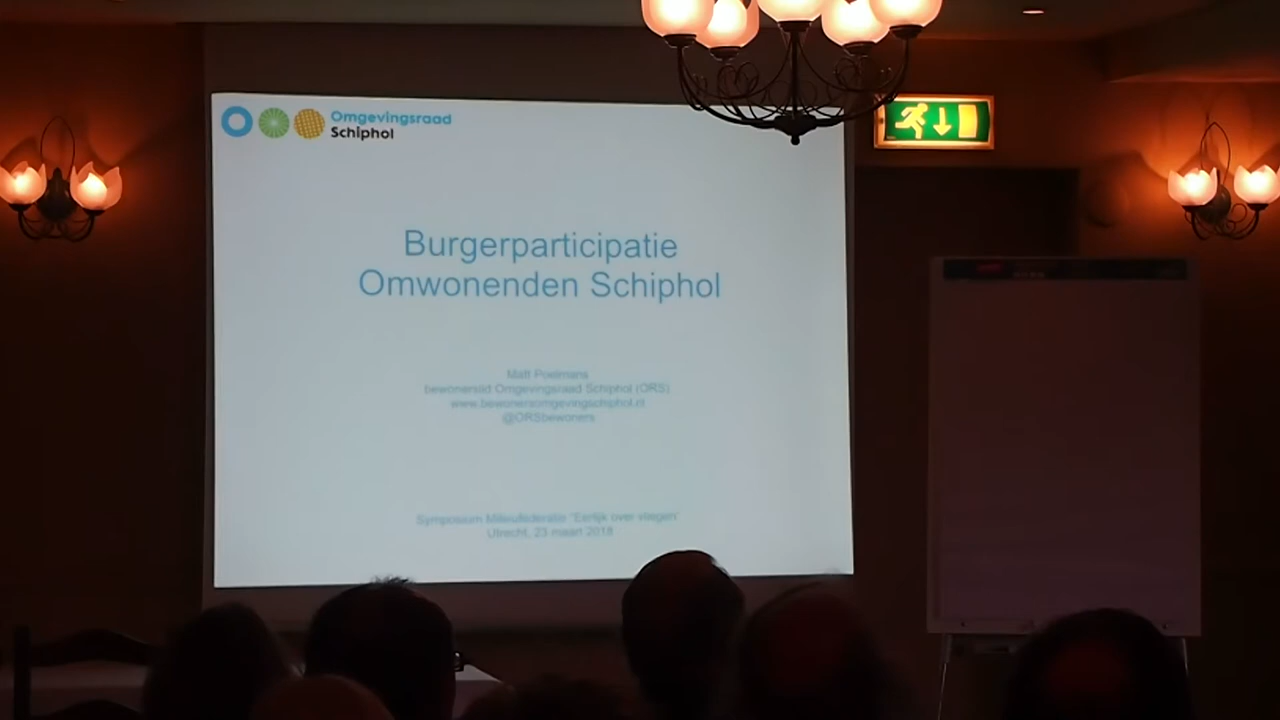 Omgevingsraad
Schiphol
Burgerparticipatie
Omwonenden Schiphol
Matt Poelmans
bewonerslid Omgevingsraad Schiphol (ORS)
www.bewonersomgevingschiphol.nl
@ORSbewoners
Symposium Milieufederatie "Eerlijk over vliegen"
Utrecht, 23 maart 2018